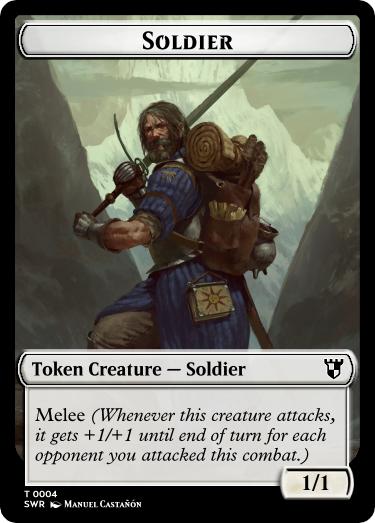 SOLDIER
Token Creature — Soldier
Melee (Whenever this creature attacks,
it gets +1/+1 until end of turn for each
opponent you attacked this combat.)
1/1
T 0004
SWR Manuel Castañón